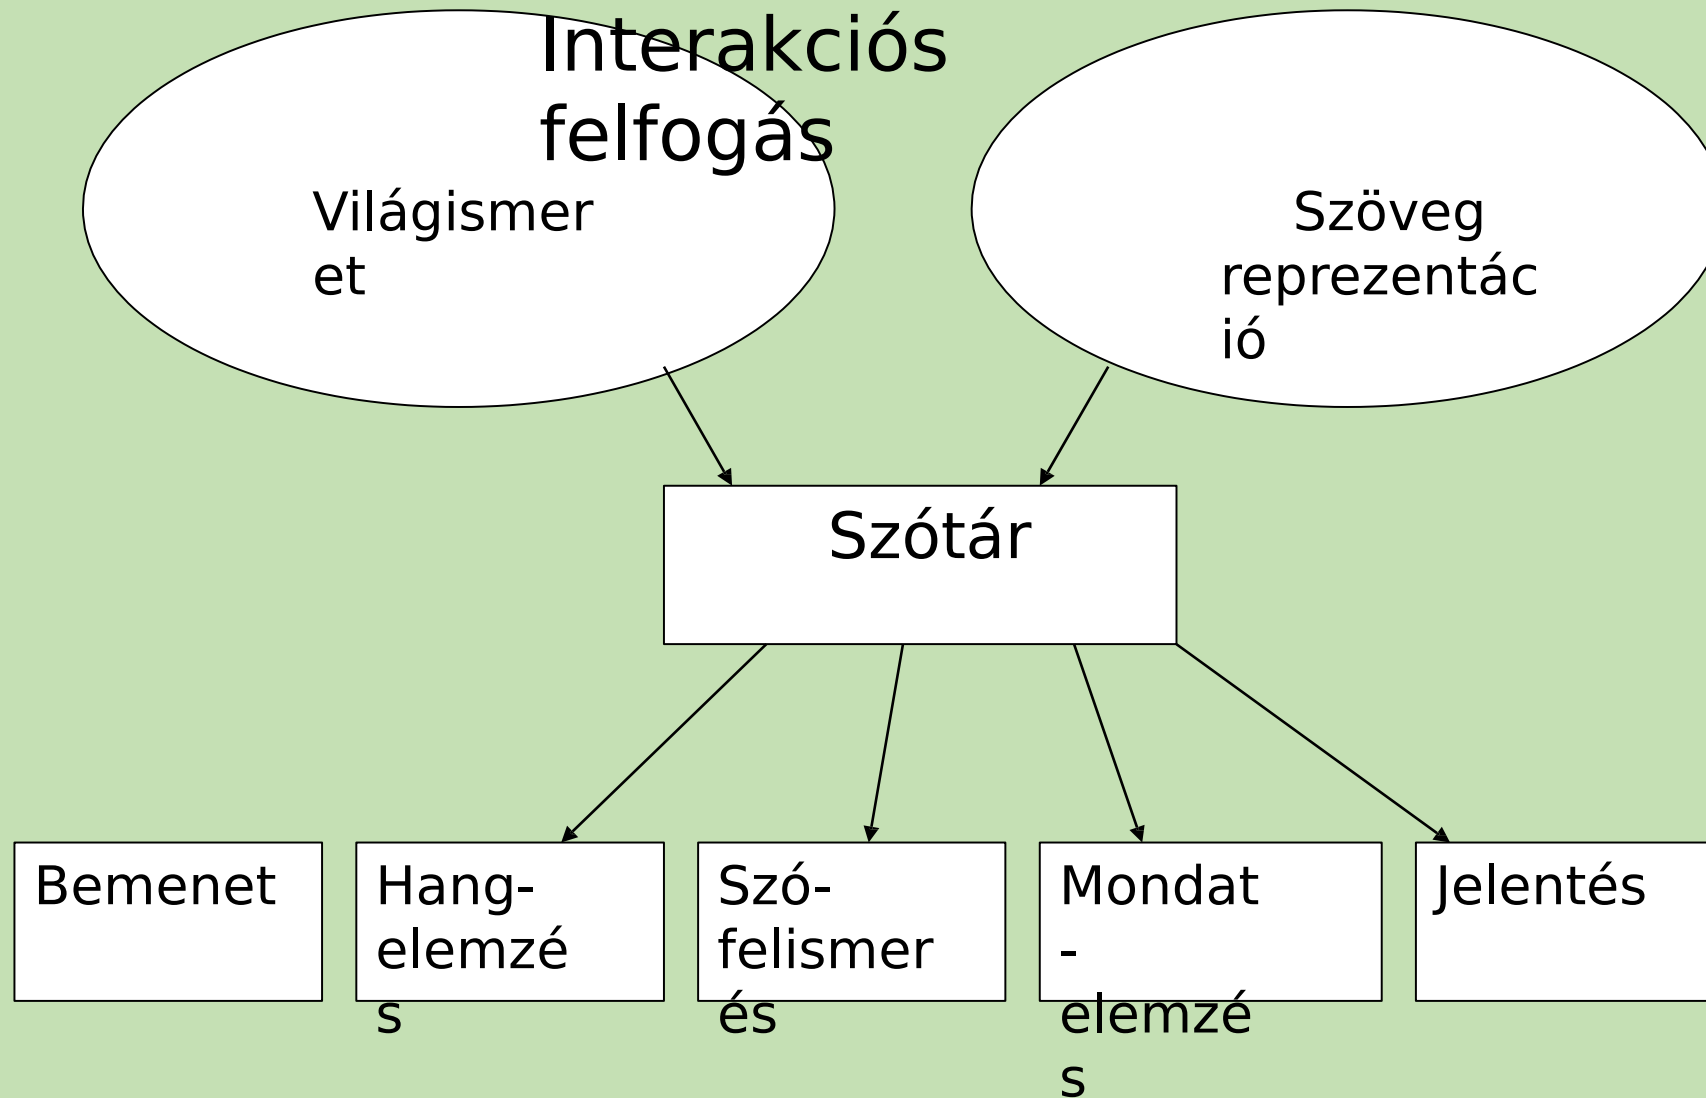 Interakciós
felfogás
Világismer
et
Szöveg
reprezentác
ió
Szótár
Bemenet
Hang-
elemzé
s
Szó-
felismer
és
Mondat
-
elemzé
s
Jelentés